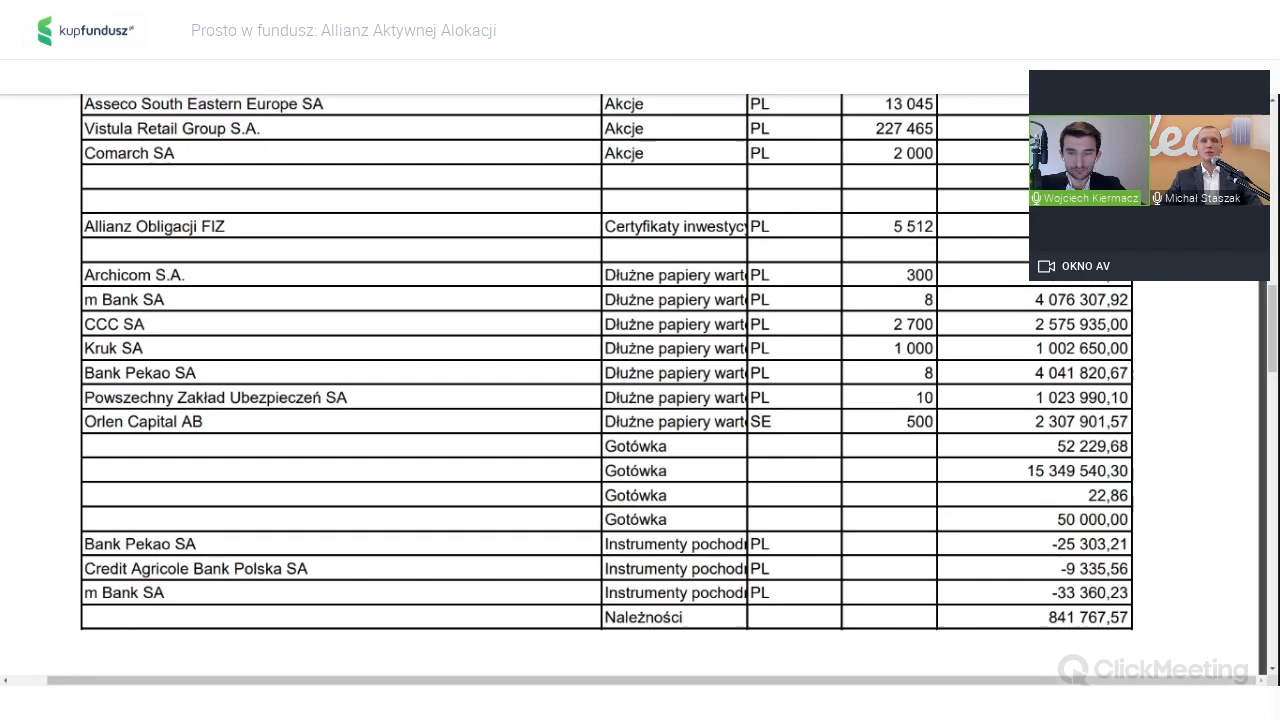 kupfundusz.pl
Prosto w fundusz: Allianz Aktywnej Alokacji
Asseco South Eastern Europe SA Akcje PL 13 045
Vistula Retail Group S.A. Akcje PL 227 465
Comarch SA Akcje PL 2 000
Wojciech Kiermacz
Michał Staszak
Allianz Obligacji FIZ Certyfikaty inwestyc PL 5 512
OKNO AV
Archicom S.A. Dłużne papiery wart PL 300
m Bank SA Dłużne papiery wart PL 8 4 076 307,92
CCC SA Dłużne papiery wart PL 2 700 2 575 935,00
Kruk SA Dłużne papiery wart PL 1 000 1 002 650,00
Bank Pekao SA Dłużne papiery wart PL 8 4 041 820,67
Powszechny Zakład Ubezpieczeń SA Dłużne papiery wart PL 10 1 023 990,10
Orlen Capital AB Dłużne papiery wart SE 500 2 307 901,57
Gotówka 52 229,68
Gotówka 15 349 540,30
Gotówka 22,86
Gotówka 50 000,00
Bank Pekao SA Instrumenty pochod PL -25 303,21
Credit Agricole Bank Polska SA Instrumenty pochod PL -9 335,56
m Bank SA Instrumenty pochod PL -33 360,23
Należności 841 767,57
ClickMeeting